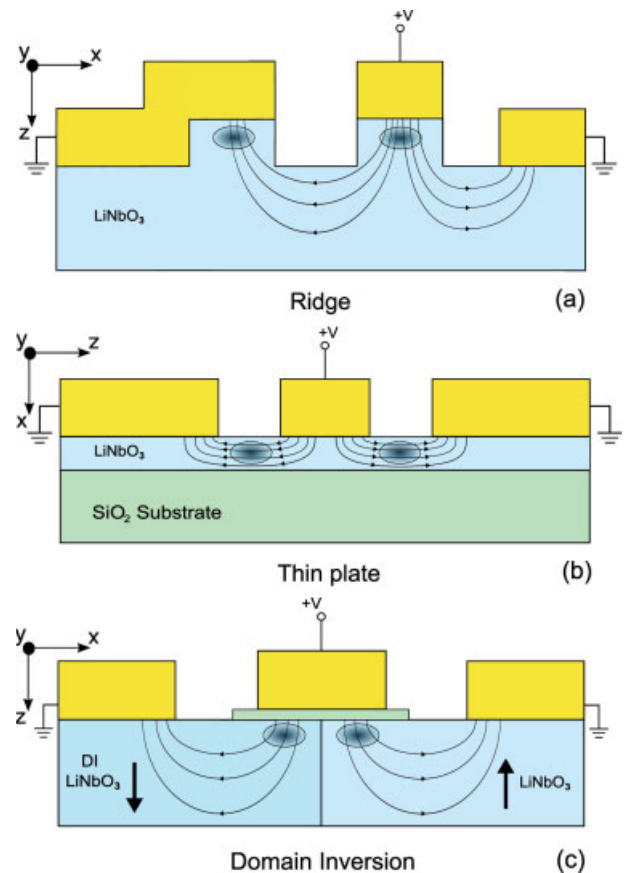 +V
y x
z
LiNbO₃
Ridge (a)
+V
y z
x
LiNbO₃
SiO₂ Substrate
Thin plate (b)
+V
y x
z
DI
LiNbO₃
LiNbO₃
Domain Inversion (c)